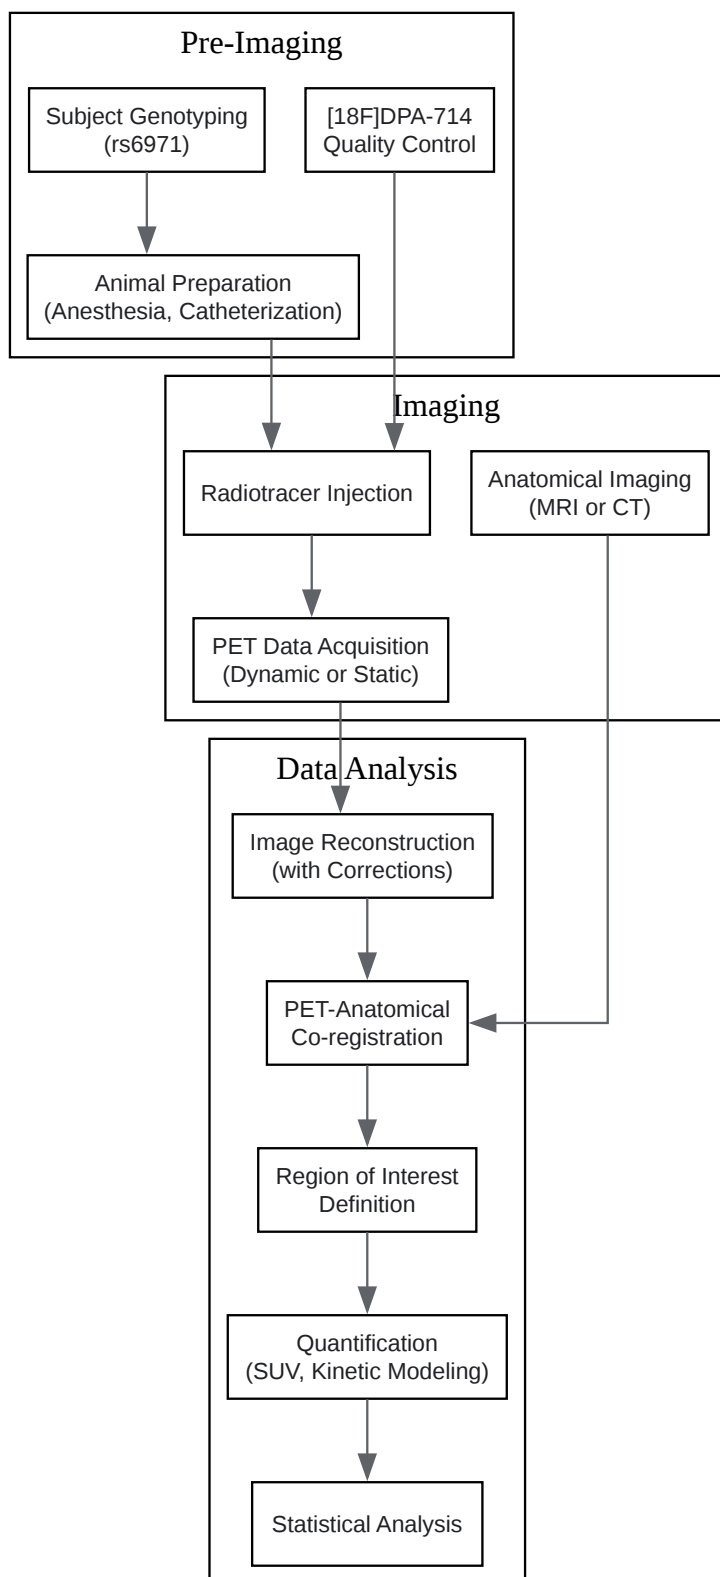 Pre-Imaging
Subject Genotyping
(rs6971)
[18F]DPA-714
Quality Control
Animal Preparation
(Anesthesia, Catheterization)
Imaging
Radiotracer Injection
Anatomical Imaging
(MRI or CT)
PET Data Acquisition
(Dynamic or Static)
Data Analysis
Image Reconstruction
(with Corrections)
PET-Anatomical
Co-registration
Region of Interest
Definition
Quantification
(SUV, Kinetic Modeling)
Statistical Analysis